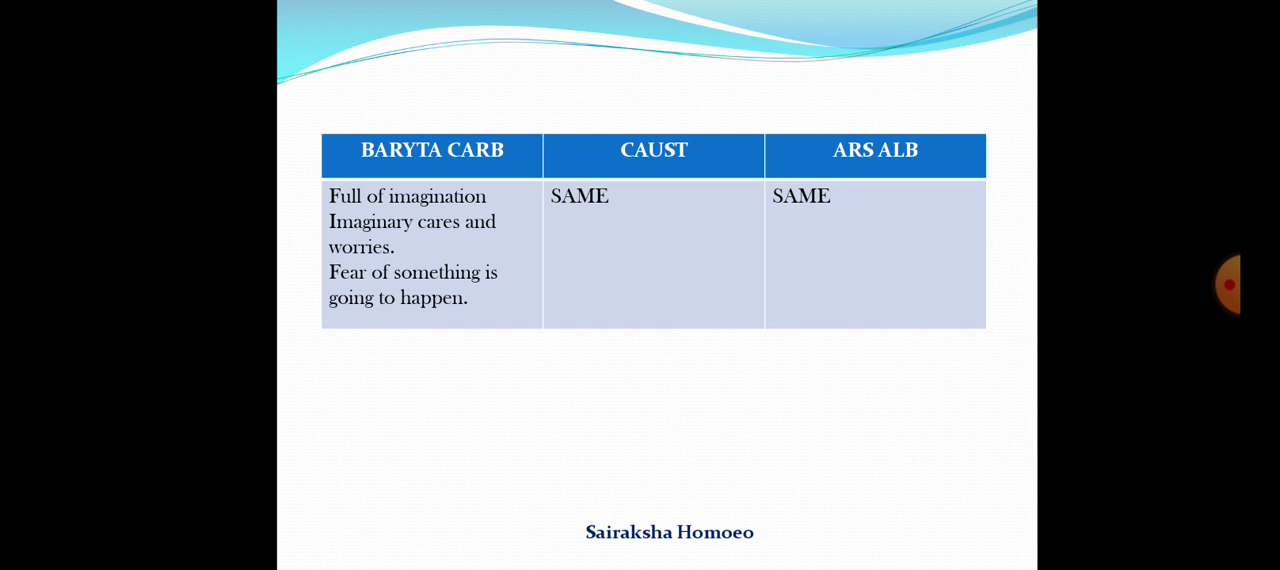 BARYTA CARB CAUST ARS ALB
Full of imagination SAME SAME
Imaginary cares and
worries.
Fear of something is
going to happen.
Sairaksha Homoeo